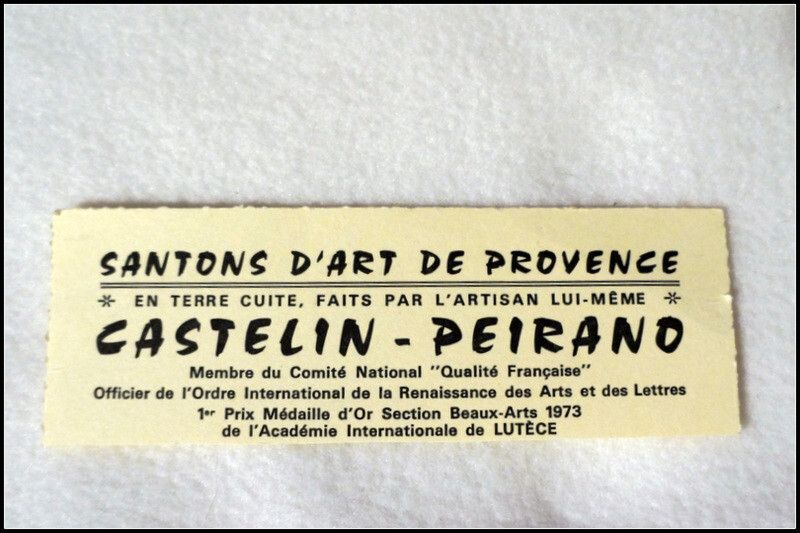 SANTONS D'ART DE PROVENCE
* EN TERRE CUITE, FAITS PAR L'ARTISAN LUI-MÊME *
CASTELIN - PEIRANO
Membre du Comité National "Qualité Française"
Officier de l'Ordre International de la Renaissance des Arts et des Lettres
1er Prix Médaille d'Or Section Beaux-Arts 1973
de l'Académie Internationale de LUTÈCE